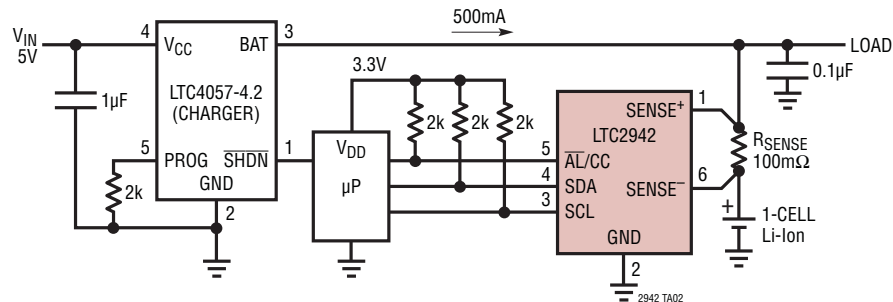 500mA
V_IN
5V
4
V_CC
BAT
3
LOAD
LTC4057-4.2
(CHARGER)
1µF
0.1µF
3.3V
2k
2k
2k
SENSE+
1
LTC2942
R_SENSE
100mΩ
5
PROG
SHDN
1
V_DD
µP
5
AL/CC
4
SDA
3
SCL
SENSE−
6
2k
GND
2
+
1-CELL
Li-Ion
GND
2
2942 TA02